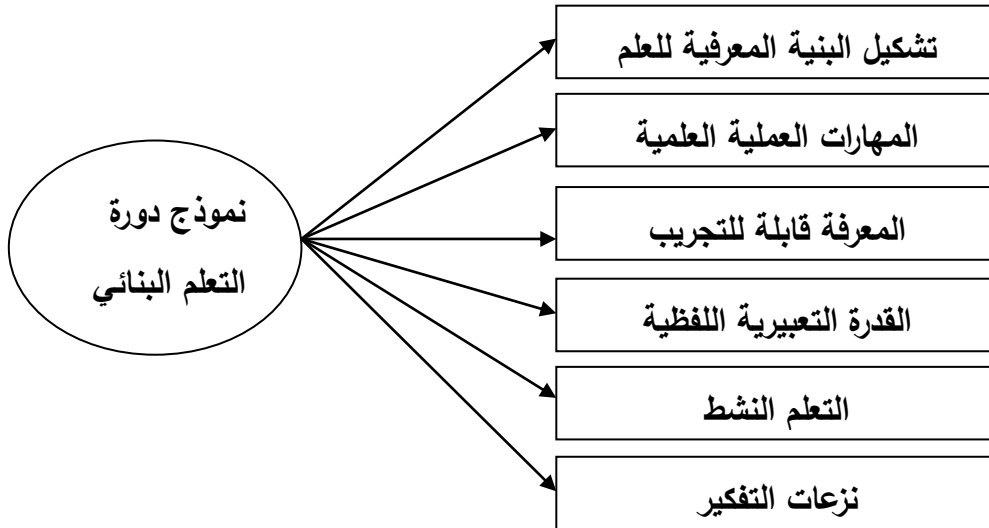 نموذج دورة
التعلم البنائي
تشكيل البنية المعرفية للعلم
المهارات العملية العلمية
المعرفة قابلة للتجريب
القدرة التعبيرية اللفظية
التعلم النشط
نزعات التفكير